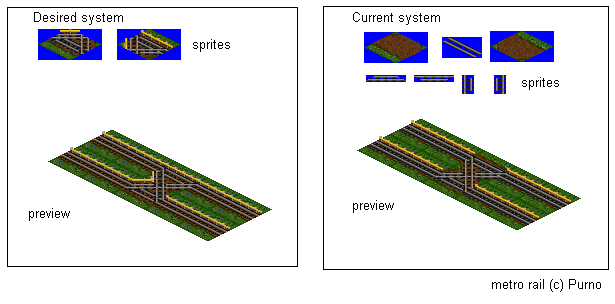 Desired system
sprites
preview
Current system
sprites
preview
metro rail (c) Purno